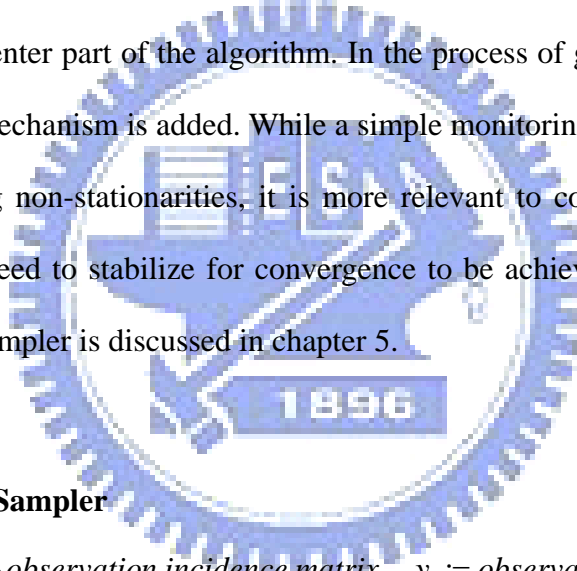 enter part of the algorithm. In the process of g
echanism is added. While a simple monitorin
g non-stationarities, it is more relevant to co
eed to stabilize for convergence to be achiev
mpler is discussed in chapter 5.
E S
1896
Sampler
observation incidence matrix y := observa